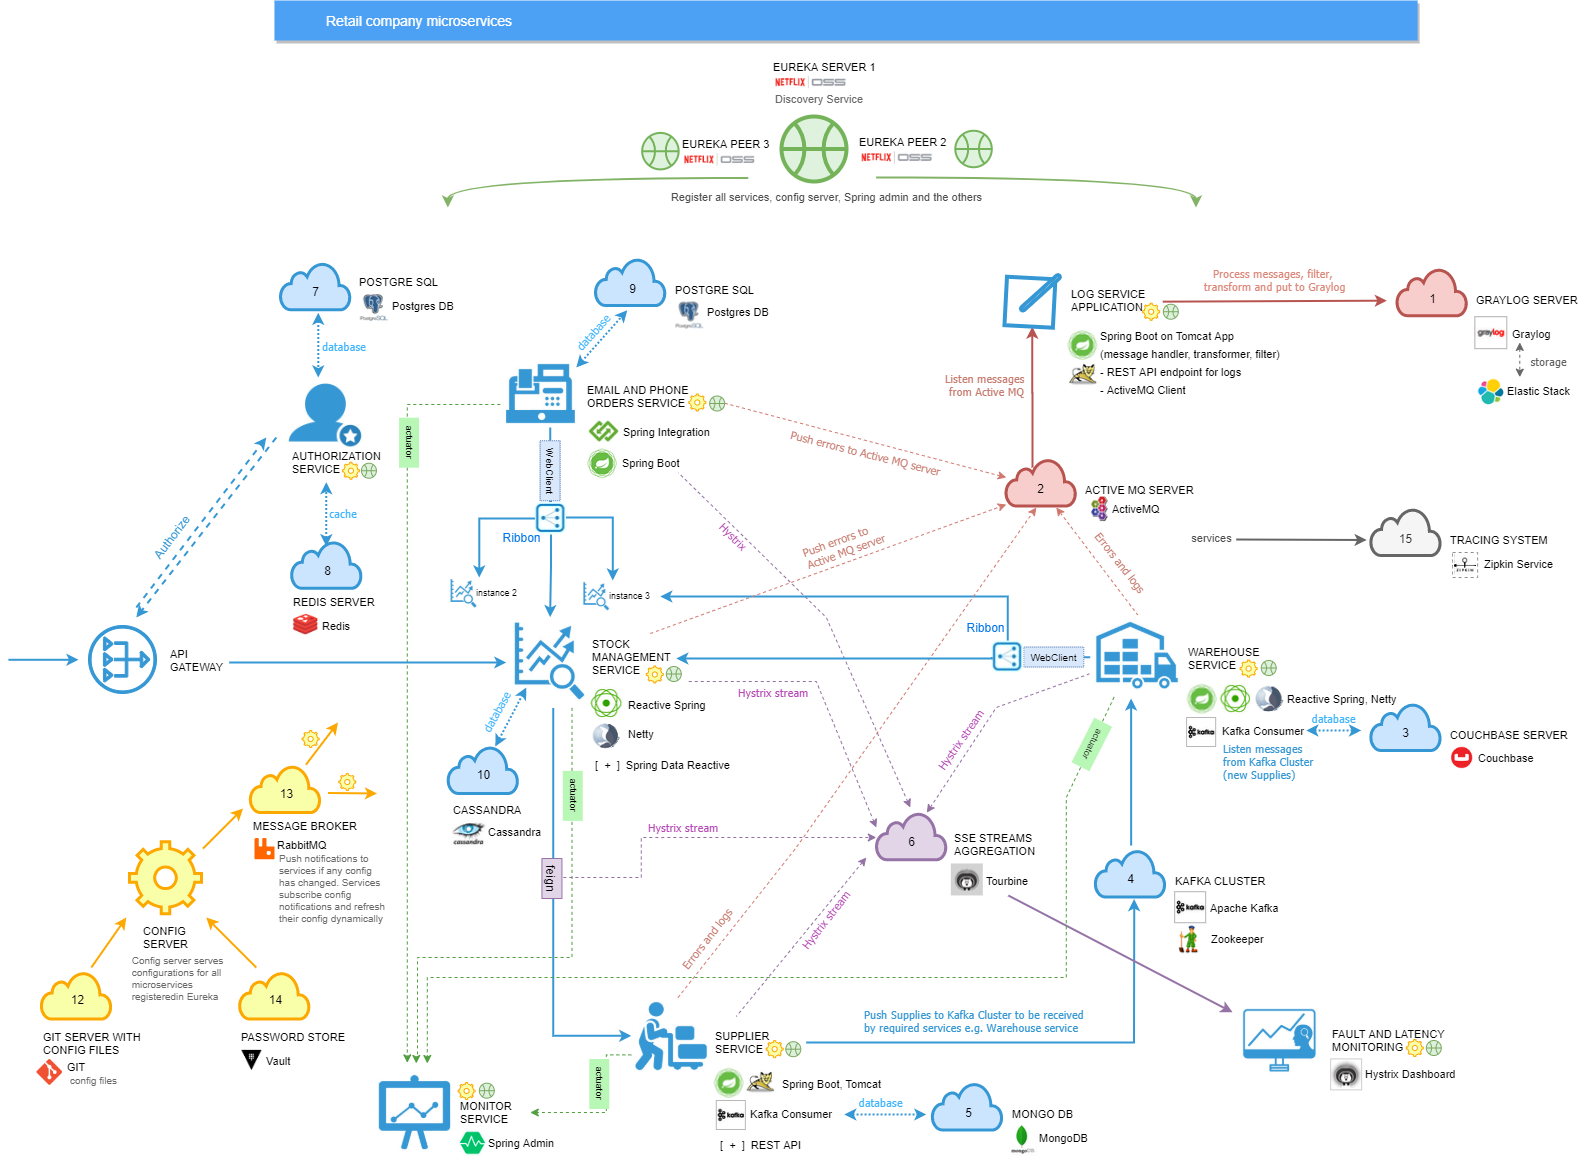 Retail company microservices
EUREKA SERVER 1
NETFLIX OSS
Discovery Service
EUREKA PEER 3
NETFLIX OSS
EUREKA PEER 2
NETFLIX OSS
Register all services, config server, Spring admin and the others
7
POSTGRE SQL
Postgres DB
PostgreSQL
database
9
POSTGRE SQL
Postgres DB
PostgreSQL
database
LOG SERVICE
APPLICATION
Spring Boot on Tomcat App
(message handler, transformer, filter)
- REST API endpoint for logs
- ActiveMQ Client
Process messages, filter,
transform and put to Graylog
1
GRAYLOG SERVER
graylog
Graylog
storage
Elastic Stack
Listen messages
from Active MQ
EMAIL AND PHONE
ORDERS SERVICE
Spring Integration
Spring Boot
actuator
WebClient
Push errors to Active MQ server
AUTHORIZATION
SERVICE
cache
8
REDIS SERVER
Redis
Authorize
2
ACTIVE MQ SERVER
ActiveMQ
Hystrix
Ribbon
instance 2
instance 3
Push errors to
Active MQ server
Errors and logs
services
15
TRACING SYSTEM
ZIPKIN
Zipkin Service
API
GATEWAY
STOCK
MANAGEMENT
SERVICE
Reactive Spring
Netty
[ + ] Spring Data Reactive
Hystrix stream
Ribbon
WebClient
WAREHOUSE
SERVICE
Reactive Spring, Netty
kafka
Kafka Consumer
database
Listen messages
from Kafka Cluster
(new Supplies)
3
COUCHBASE SERVER
Couchbase
database
10
CASSANDRA
cassandra
Cassandra
actuator
Hystrix stream
actuator
13
MESSAGE BROKER
RabbitMQ
Push notifications to
services if any config
has changed. Services
subscribe config
notifications and refresh
their config dynamically
Hystrix stream
feign
6
SSE STREAMS
AGGREGATION
Tourbine
4
KAFKA CLUSTER
kafka
Apache Kafka
Zookeeper
CONFIG
SERVER
Config server serves
configurations for all
microservices
registeredin Eureka
12
GIT SERVER WITH
CONFIG FILES
GIT
config files
14
PASSWORD STORE
Vault
Errors and logs
Hystrix stream
SUPPLIER
SERVICE
Spring Boot, Tomcat
kafka
Kafka Consumer
[ + ] REST API
Push Supplies to Kafka Cluster to be received
by required services e.g. Warehouse service
database
5
MONGO DB
mongoDB
MongoDB
actuator
MONITOR
SERVICE
Spring Admin
FAULT AND LATENCY
MONITORING
Hystrix Dashboard